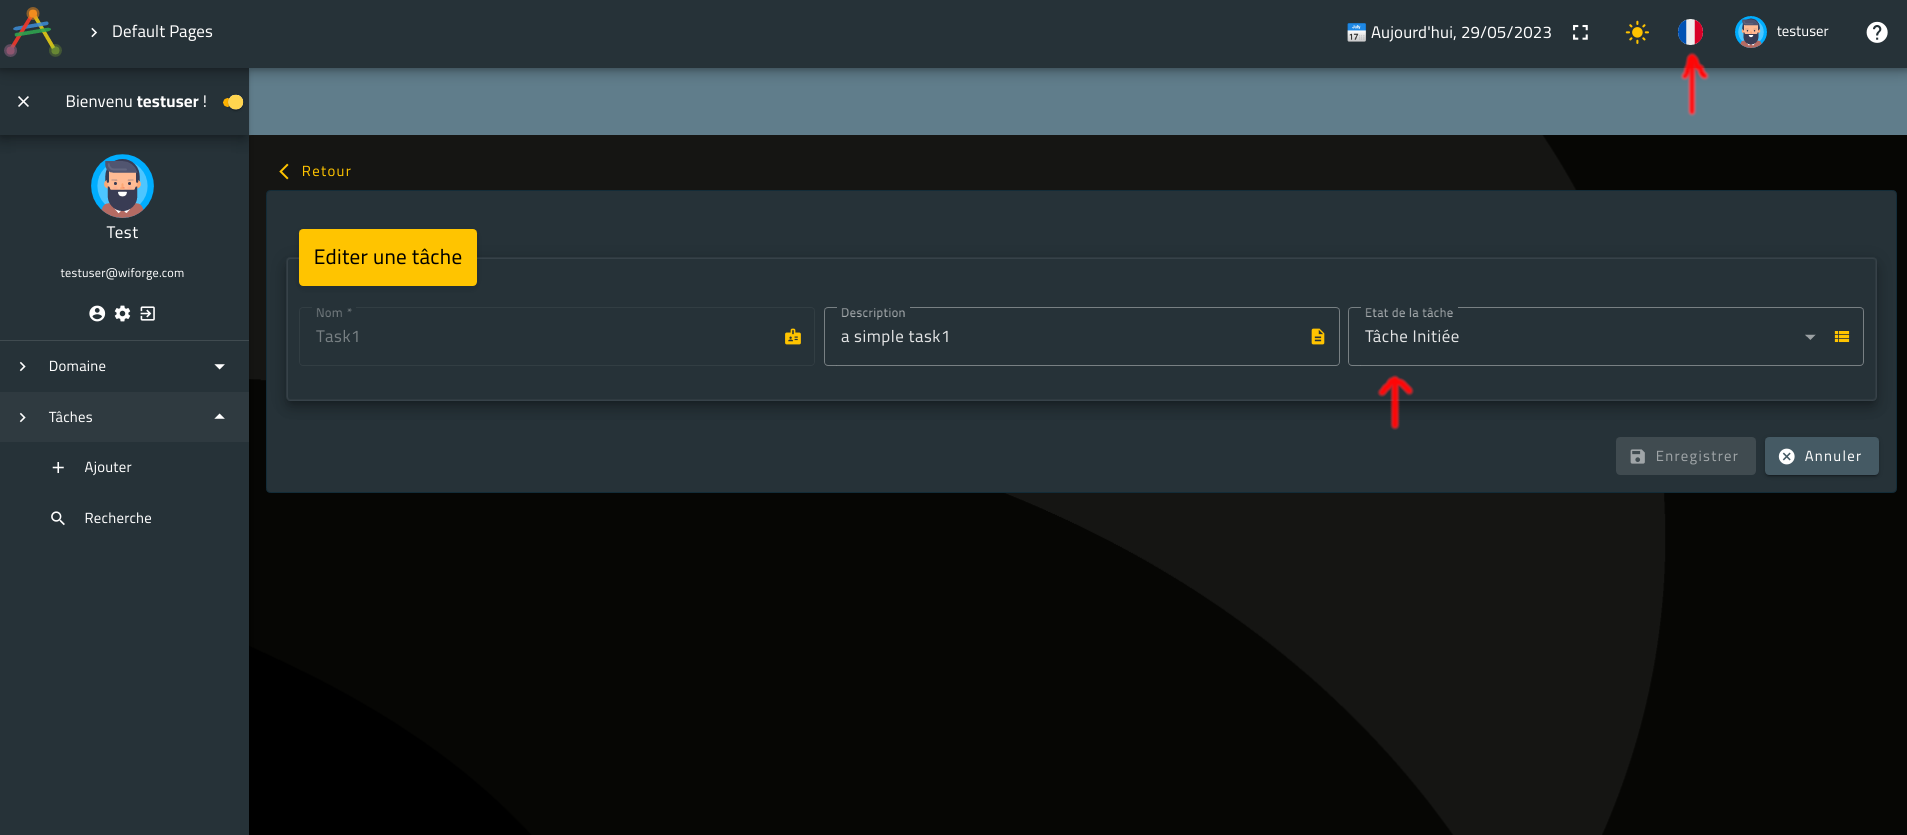 Default Pages
17
Aujourd'hui, 29/05/2023
testuser
?
Bienvenu testuser !
Retour
Test
testuser@wiforge.com
Editer une tâche
Nom *
Task1
Description
a simple task1
Etat de la tâche
Tâche Initiée
Domaine
Tâches
Ajouter
Recherche
Enregistrer
Annuler